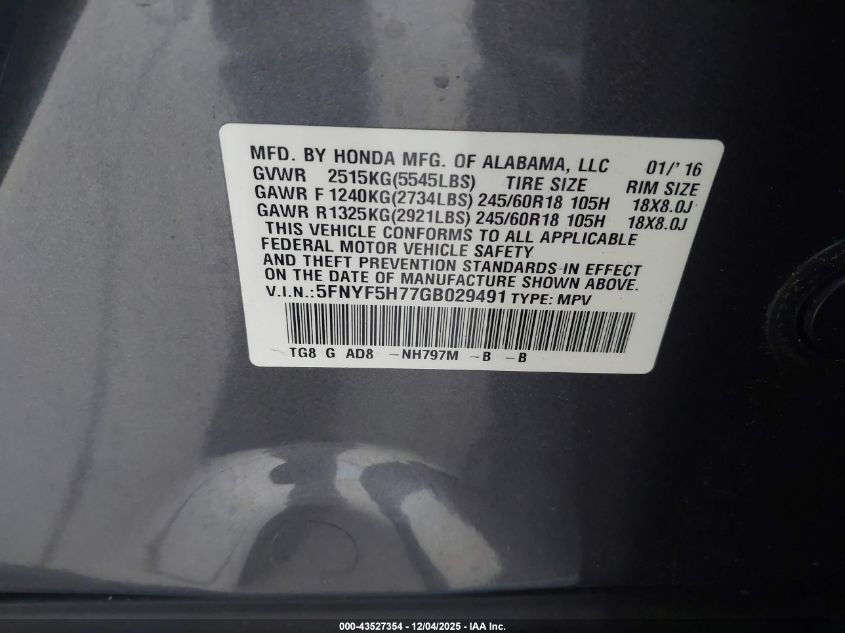 MFD. BY HONDA MFG. OF ALABAMA, LLC 01/'16
GVWR 2515KG(5545LBS) TIRE SIZE RIM SIZE
GAWR F 1240KG(2734LBS) 245/60R18 105H 18X8.0J
GAWR R1325KG(2921LBS) 245/60R18 105H 18X8.0J
THIS VEHICLE CONFORMS TO ALL APPLICABLE
FEDERAL MOTOR VEHICLE SAFETY
AND THEFT PREVENTION STANDARDS IN EFFECT
ON THE DATE OF MANUFACTURE SHOWN ABOVE.
V.I.N.:5FNYF5H77GB029491 TYPE: MPV
TG8 G AD8 -NH797M -B -B
000-43527354 - 12/04/2025 - IAA Inc.